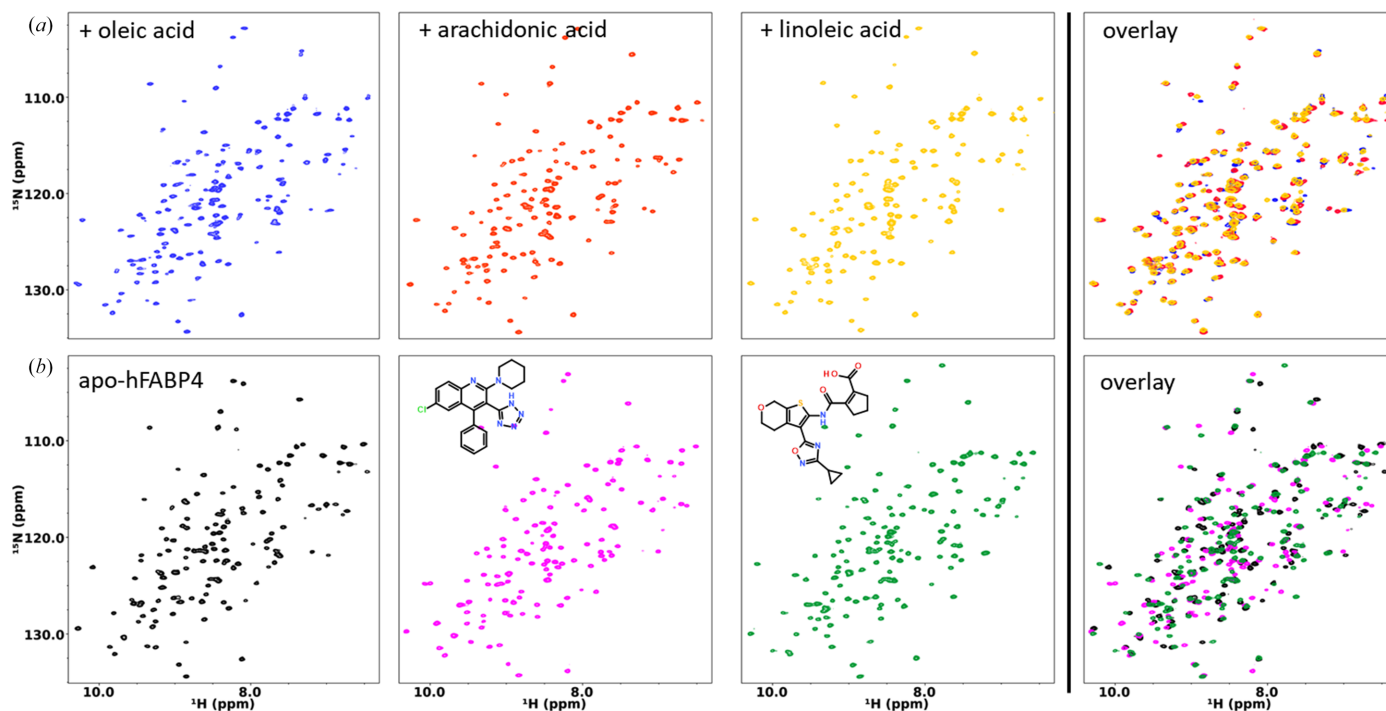 (a) + oleic acid + arachidonic acid + linoleic acid overlay
110.0
120.0
130.0
¹⁵N (ppm)
(b) apo-hFABP4 overlay
110.0
120.0
130.0
¹⁵N (ppm)
N
N
H
N
N
N
N
Cl
HO
O
O
S
N
H
O
O
N
N
10.0 8.0 10.0 8.0 10.0 8.0 10.0 8.0
¹H (ppm) ¹H (ppm) ¹H (ppm) ¹H (ppm)